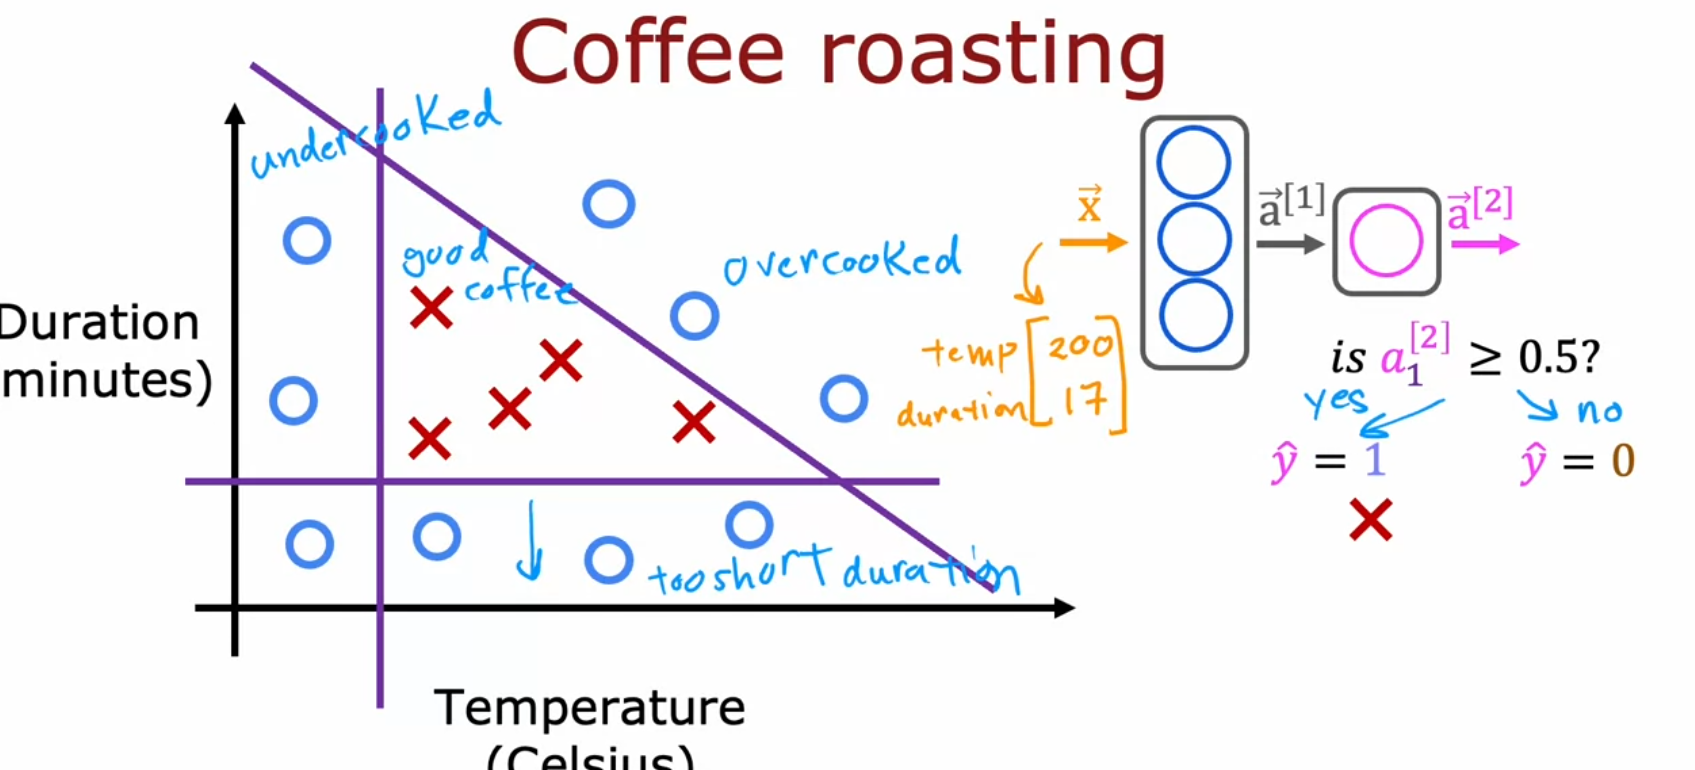 Coffee roasting
undercooked
good
coffee
overcooked
Duration
minutes)
too short duration
Temperature
(Celsius)
x⃗
temp [200]
duration [17]
a⃗[1]
a⃗[2]
is a₁[2] ≥ 0.5?
yes
no
ŷ = 1
ŷ = 0